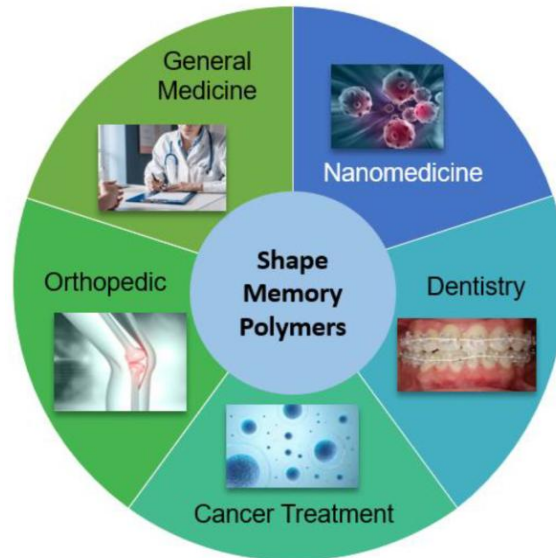 General
Medicine
Nanomedicine
Orthopedic
Shape
Memory
Polymers
Dentistry
Cancer Treatment